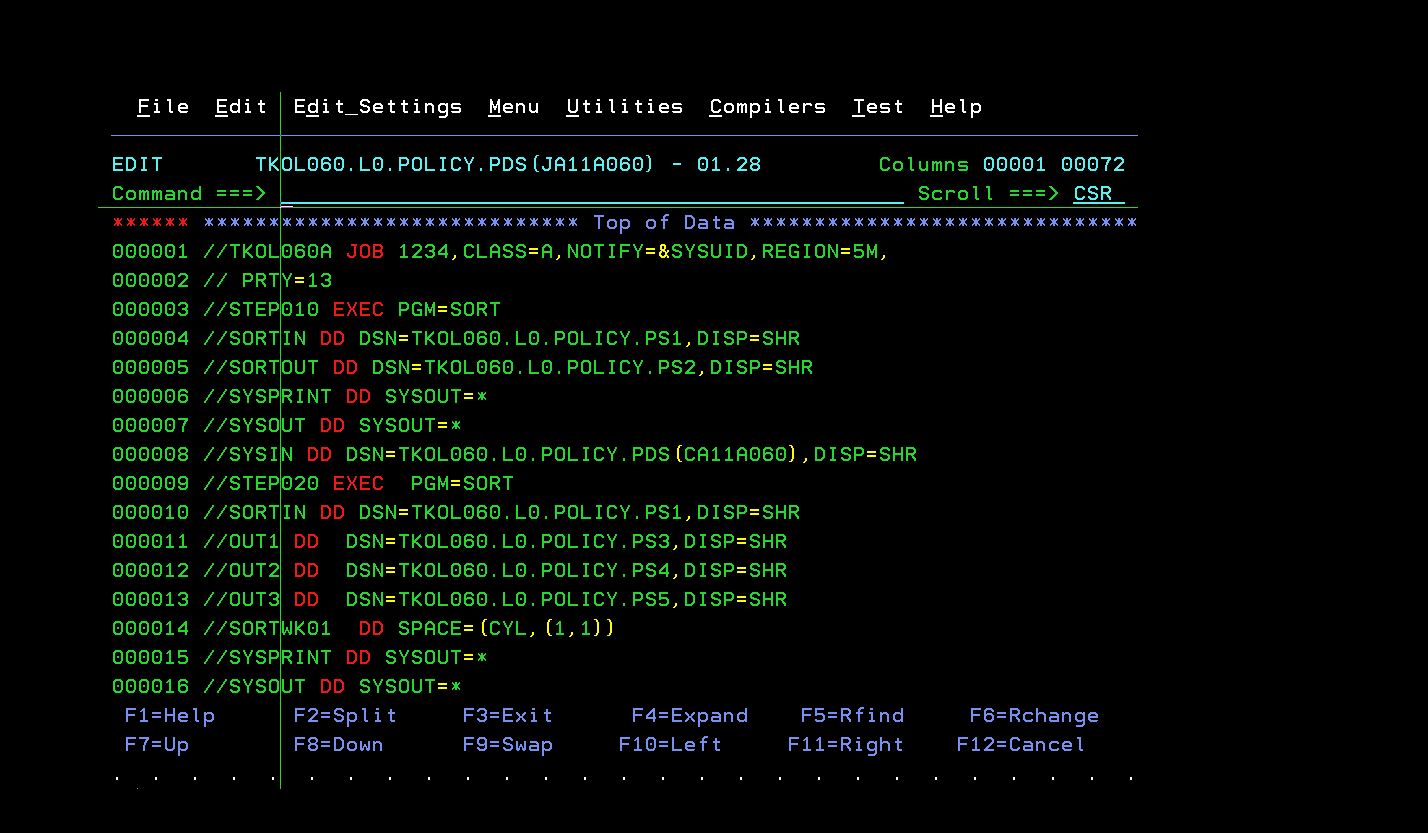 File  Edit  Edit_Settings  Menu  Utilities  Compilers  Test  Help
EDIT       TKOL060.L0.POLICY.PDS(JA11A060) - 01.28         Columns 00001 00072
Command ===>                                                  Scroll ===> CSR
****** ***************************** Top of Data ******************************
000001 //TKOL060A JOB 1234,CLASS=A,NOTIFY=&SYSUID,REGION=5M,
000002 // PRTY=13
000003 //STEP010 EXEC PGM=SORT
000004 //SORTIN DD DSN=TKOL060.L0.POLICY.PS1,DISP=SHR
000005 //SORTOUT DD DSN=TKOL060.L0.POLICY.PS2,DISP=SHR
000006 //SYSPRINT DD SYSOUT=*
000007 //SYSOUT DD SYSOUT=*
000008 //SYSIN DD DSN=TKOL060.L0.POLICY.PDS(CA11A060),DISP=SHR
000009 //STEP020 EXEC  PGM=SORT
000010 //SORTIN DD DSN=TKOL060.L0.POLICY.PS1,DISP=SHR
000011 //OUT1 DD  DSN=TKOL060.L0.POLICY.PS3,DISP=SHR
000012 //OUT2 DD  DSN=TKOL060.L0.POLICY.PS4,DISP=SHR
000013 //OUT3 DD  DSN=TKOL060.L0.POLICY.PS5,DISP=SHR
000014 //SORTWK01  DD SPACE=(CYL,(1,1))
000015 //SYSPRINT DD SYSOUT=*
000016 //SYSOUT DD SYSOUT=*
F1=Help      F2=Split     F3=Exit      F4=Expand    F5=Rfind     F6=Rchange
F7=Up        F8=Down      F9=Swap     F10=Left     F11=Right    F12=Cancel
. . . . . . . . . . . . . . . . . . . . . . . . . . .